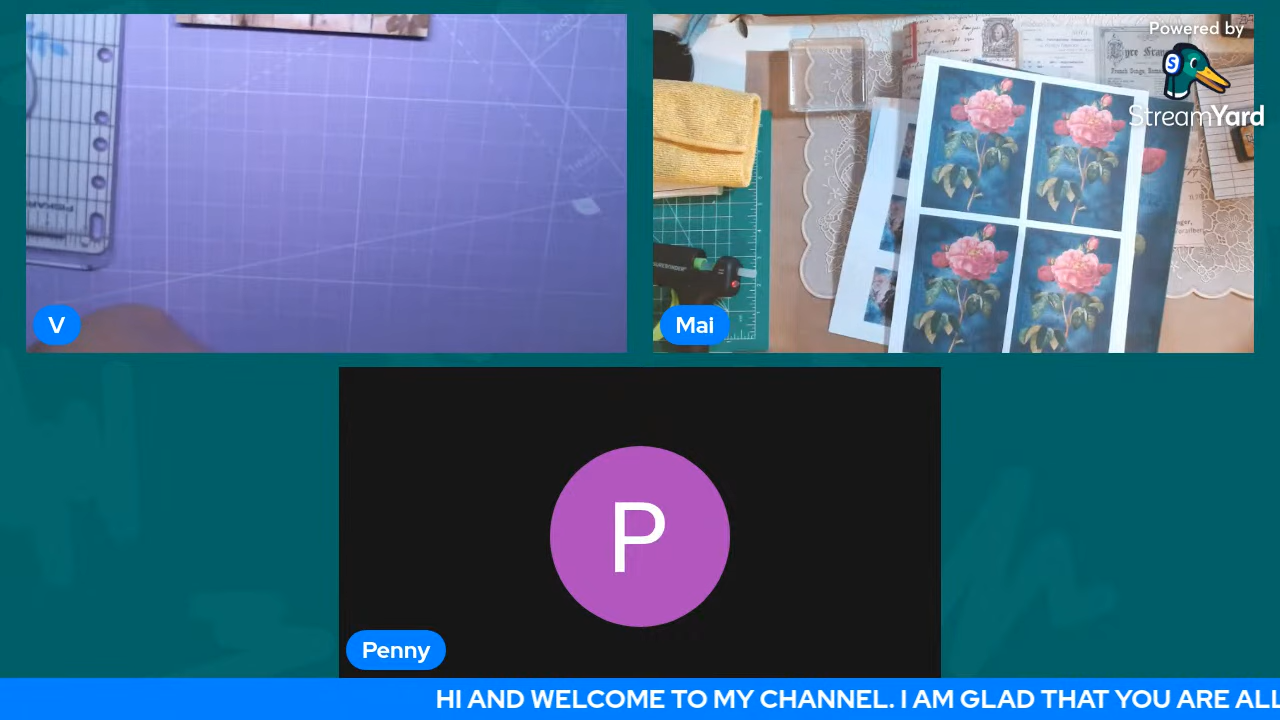 Powered by
StreamYard
V
Mai
P
Penny
HI AND WELCOME TO MY CHANNEL. I AM GLAD THAT YOU ARE ALL